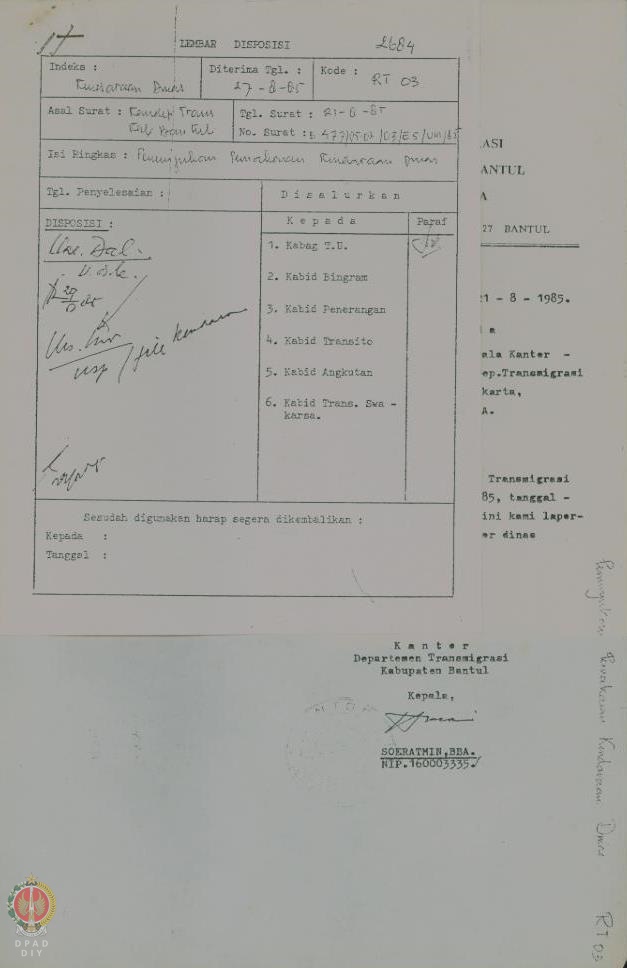 LEMBAR DISPOSISI 2684
Indeks :
Kendaraan Dinas
Diterima Tgl. :
27-8-85
Kode :
RT 03
Asal Surat : Kandep Trans
Kab Bantul
Tgl. Surat : 21-8-85
No. Surat :
Isi Ringkas : Penunjukan Pemakaian Kendaraan Dinas
Tgl. Penyelesaian :
Disalurkan
DISPOSISI :
Kepada Paraf
1. Kabag T.U.
2. Kabid Bingram
3. Kabid Penerangan
4. Kabid Transito
5. Kabid Angkutan
6. Kabid Trans. Swa -
karsa.
Sesudah digunakan harap segera dikembalikan :
Kepada :
Tanggal :
ASI
ANTUL
A
27 BANTUL
21 - 8 - 1985.
a
ala Kanter -
ep.Transmigrasi
karta,
A.
Transmigrasi
85, tanggal -
ini kami laper-
er dinas
Kanter
Departemen Transmigrasi
Kabupaten Bantul
Kepala,
SOERATMIN,BBA.
NIP.160003335./
Penunjukan Pemakaian Kendaraan Dinas RT 03
DPAD
DIY